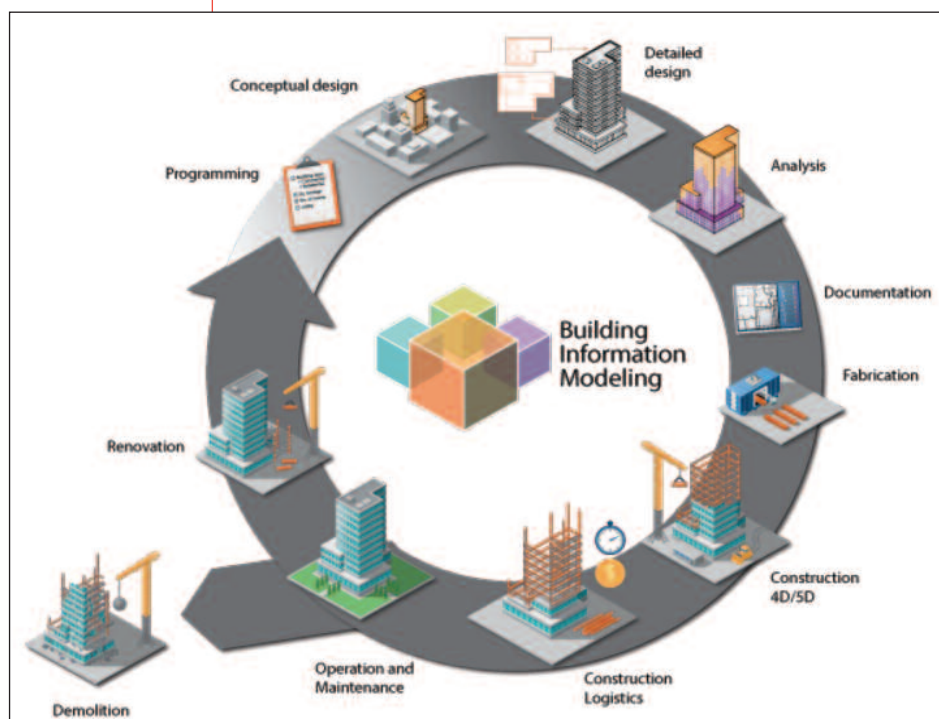 Conceptual design
Detailed
design
Programming
Analysis
Building
Information
Modeling
Documentation
Fabrication
Renovation
Construction
4D/5D
Operation and
Maintenance
Construction
Logistics
Demolition